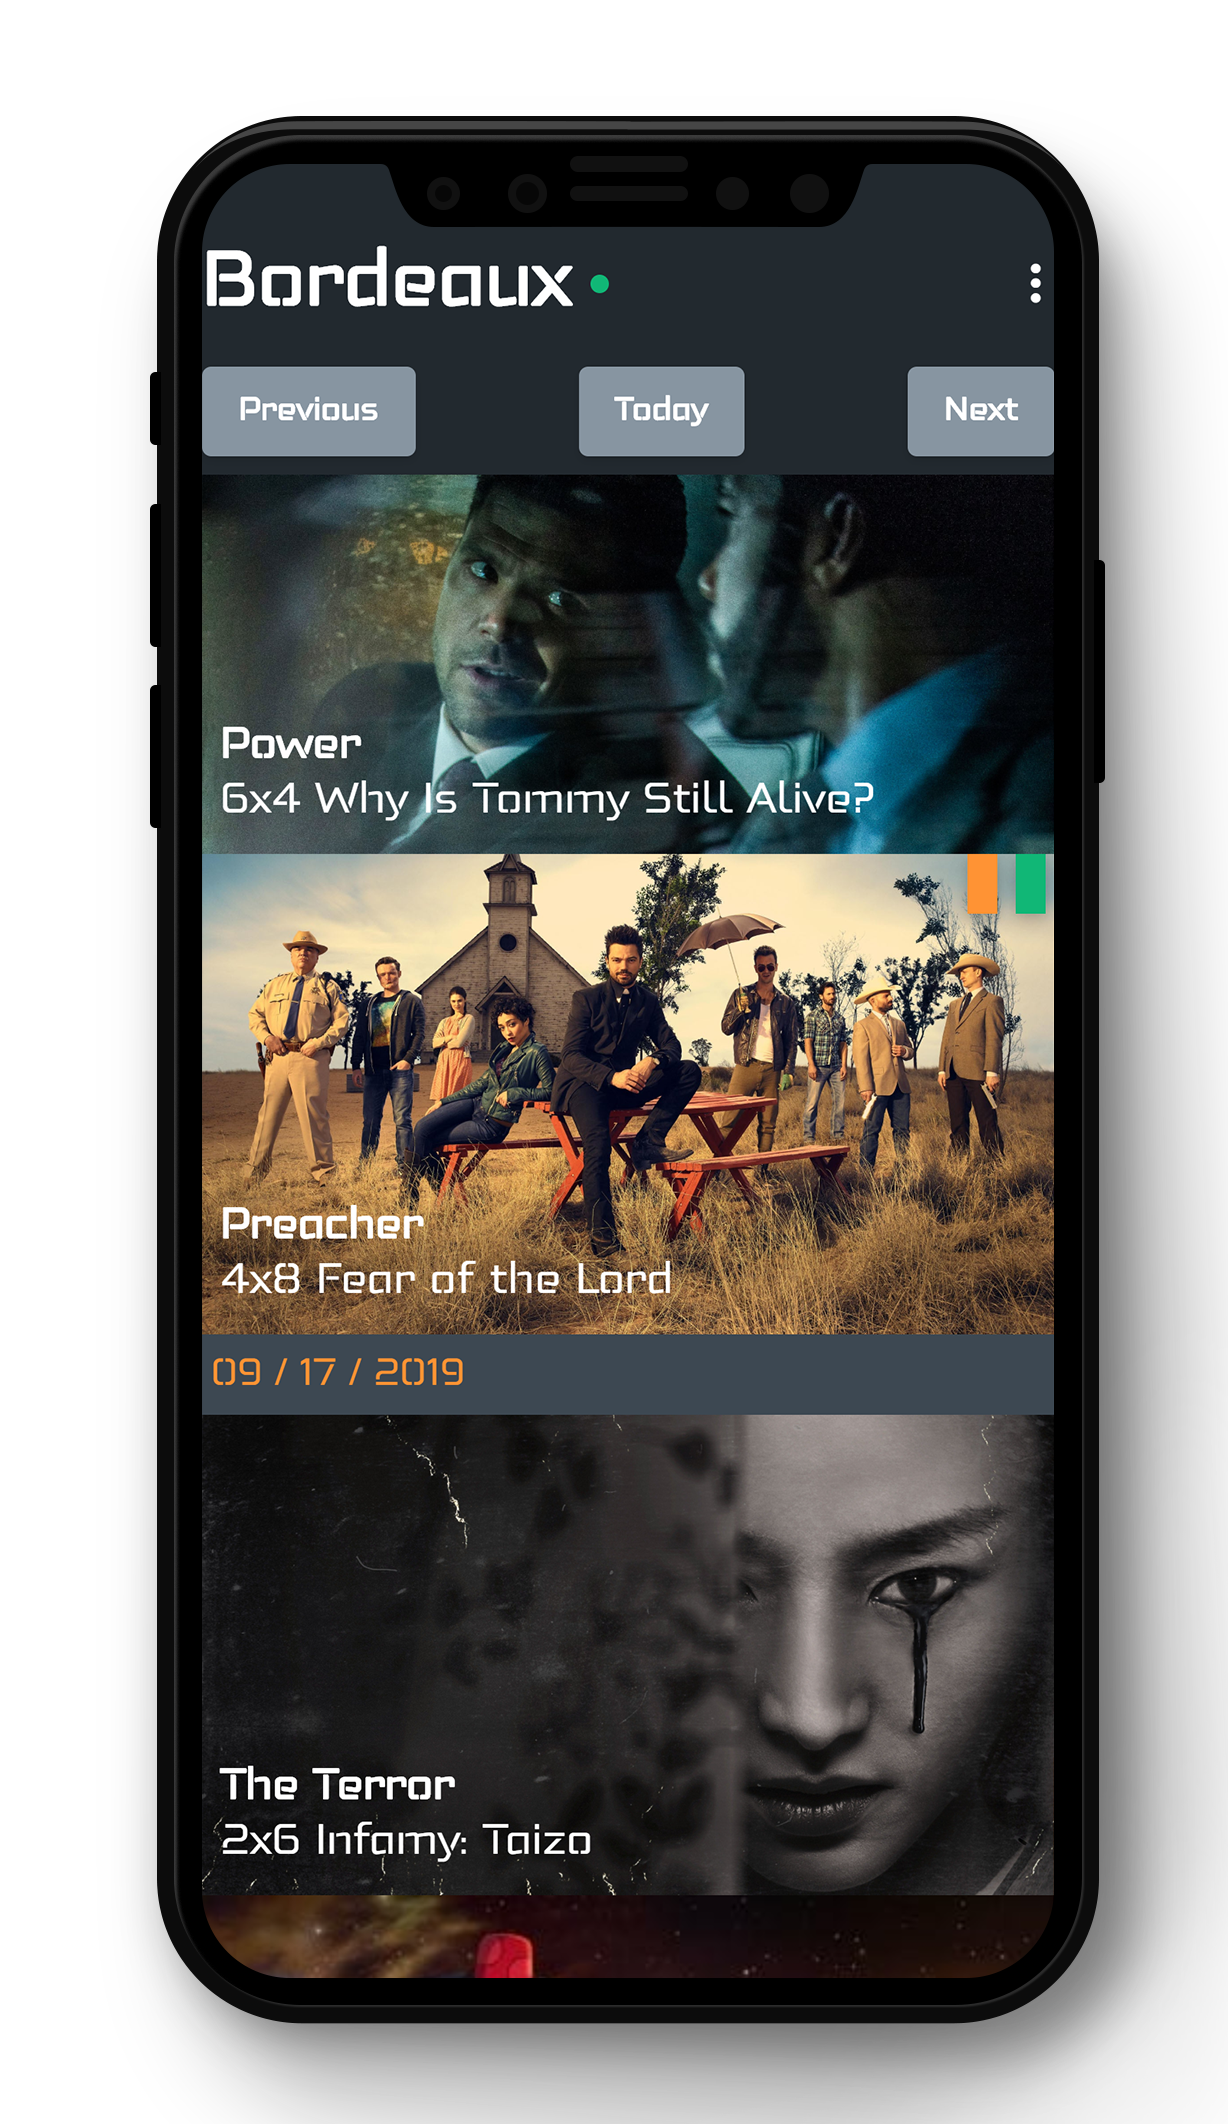 Bordeaux
Previous
Today
Next
Power
6x4 Why Is Tommy Still Alive?
Preacher
4x8 Fear of the Lord
09 / 17 / 2019
The Terror
2x6 Infamy: Taizo